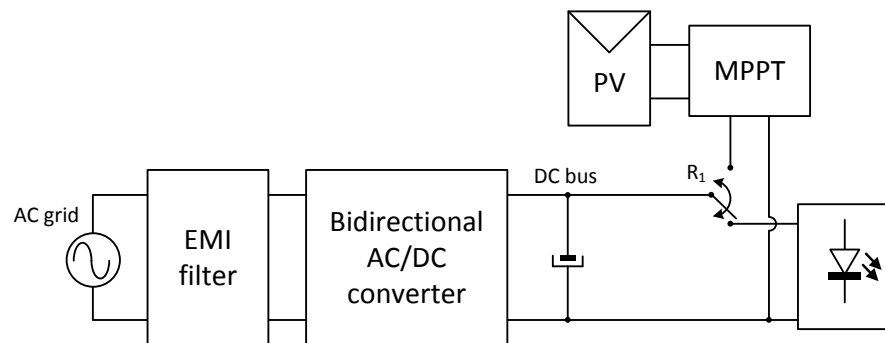 PV
MPPT
R1
DC bus
AC grid
EMI
filter
Bidirectional
AC/DC
converter